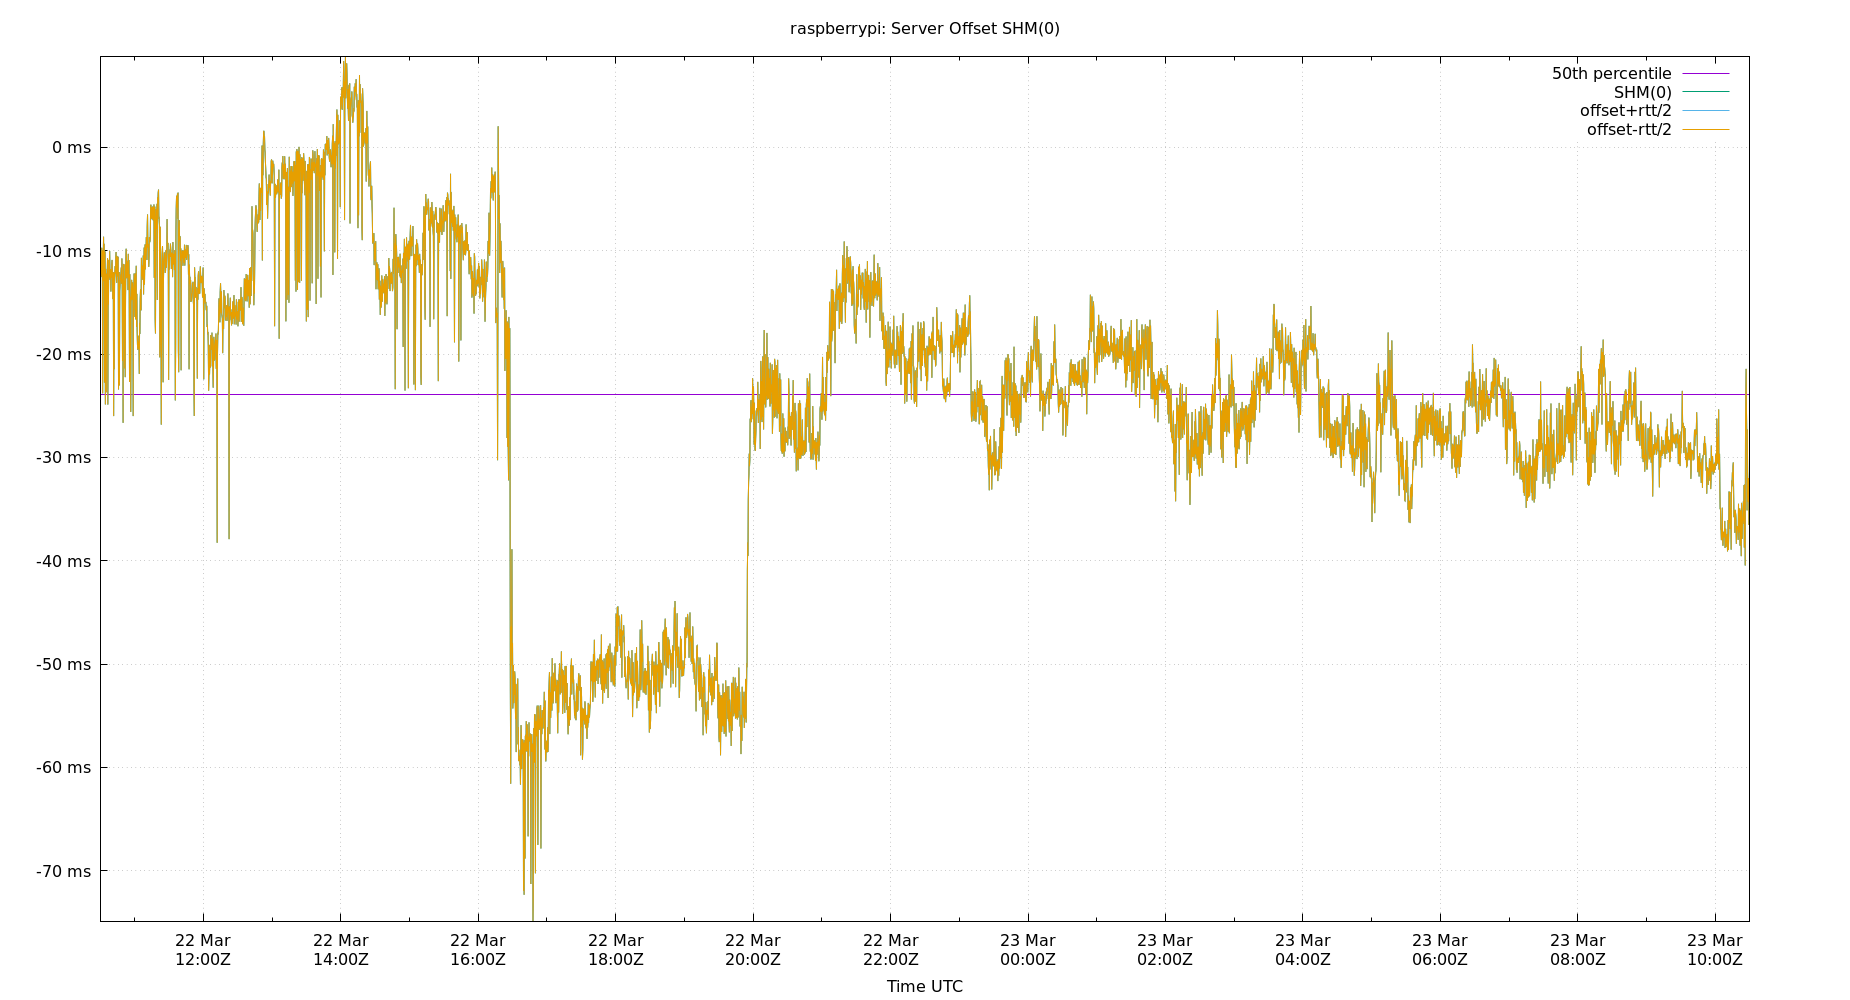 raspberrypi: Server Offset SHM(0)
50th percentile
SHM(0)
offset+rtt/2
offset-rtt/2
0 ms
-10 ms
-20 ms
-30 ms
-40 ms
-50 ms
-60 ms
-70 ms
22 Mar 22 Mar 22 Mar 22 Mar 22 Mar 22 Mar 23 Mar 23 Mar 23 Mar 23 Mar 23 Mar 23 Mar
12:00Z 14:00Z 16:00Z 18:00Z 20:00Z 22:00Z 00:00Z 02:00Z 04:00Z 06:00Z 08:00Z 10:00Z
Time UTC